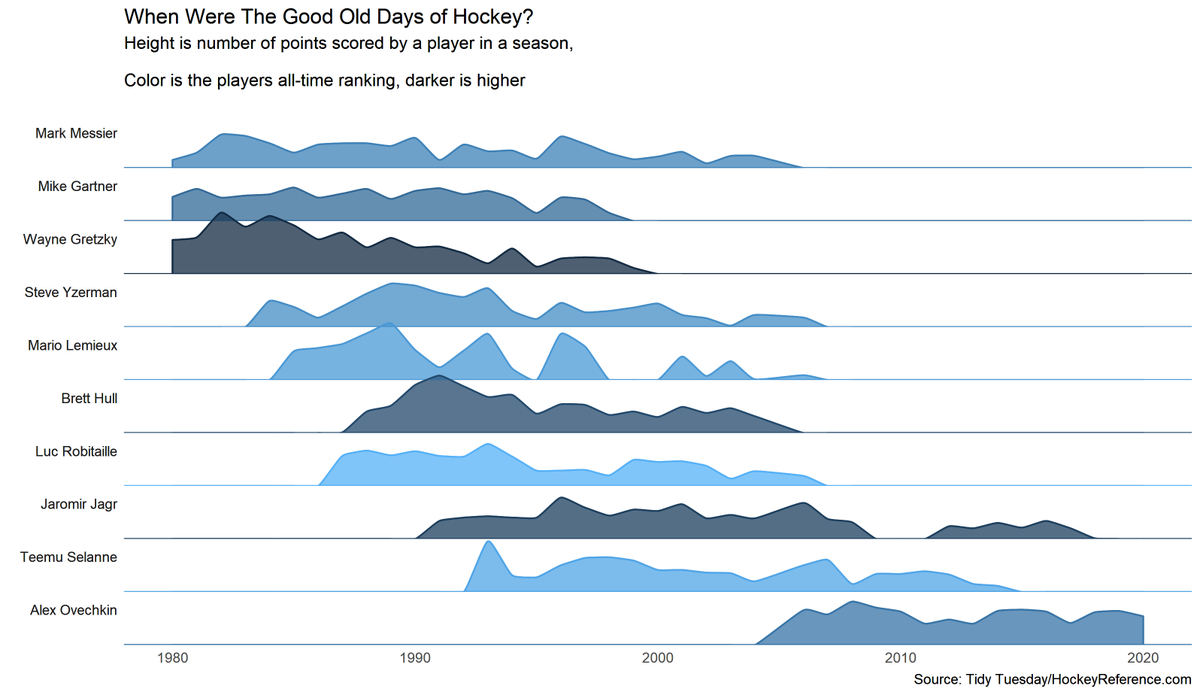 When Were The Good Old Days of Hockey?
Height is number of points scored by a player in a season,
Color is the players all-time ranking, darker is higher
Mark Messier
Mike Gartner
Wayne Gretzky
Steve Yzerman
Mario Lemieux
Brett Hull
Luc Robitaille
Jaromir Jagr
Teemu Selanne
Alex Ovechkin
1980 1990 2000 2010 2020
Source: Tidy Tuesday/HockeyReference.com